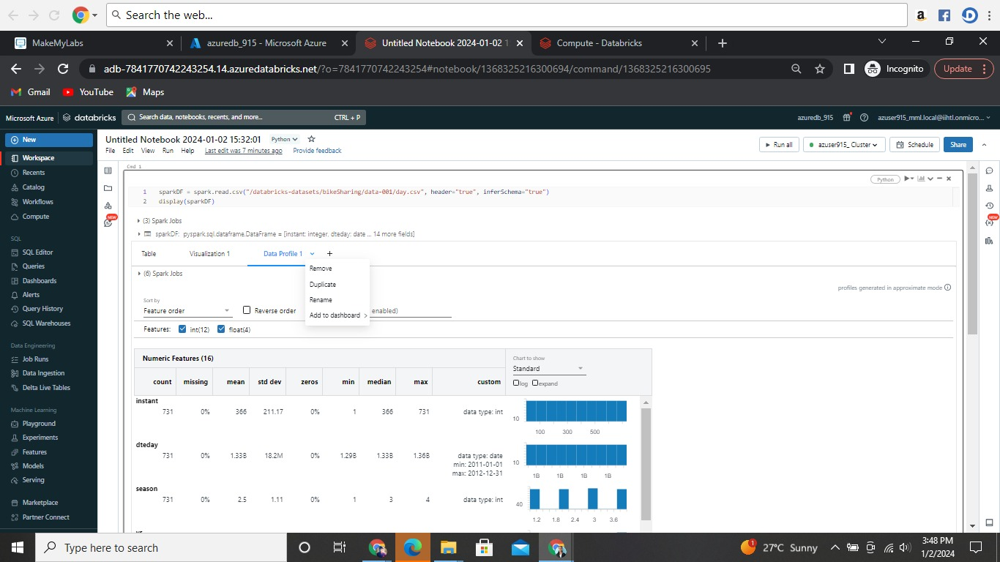 Search the web...
MakeMyLabs
azuredb_915 - Microsoft Azure
Untitled Notebook 2024-01-02 1
Compute - Databricks
adb-7841770742243254.14.azuredatabricks.net/?o=7841770742243254#notebook/1368325216300694/command/1368325216300695
Incognito
Update
Gmail
YouTube
Maps
Microsoft Azure
databricks
Search data, notebooks, recents, and more...
CTRL + P
azuredb_915
azuser915_mml.local@iihtl.onmicro...
New
Workspace
Recents
Catalog
Workflows
Compute
SQL
SQL Editor
Queries
Dashboards
Alerts
Query History
SQL Warehouses
Data Engineering
Job Runs
Data Ingestion
Delta Live Tables
Machine Learning
Playground
Experiments
Features
Models
Serving
Marketplace
Partner Connect
Untitled Notebook 2024-01-02 15:32:01
Python
File Edit View Run Help Last edit was 7 minutes ago Provide feedback
Run all
azuser915_ Cluster
Schedule
Share
NEW
NEW
Cmd 1
Python
1 sparkDF = spark.read.csv("/databricks-datasets/bikeSharing/data-001/day.csv", header="true", inferSchema="true")
2 display(sparkDF)
(3) Spark Jobs
sparkDF: pyspark.sql.dataframe.DataFrame = [instant: integer, dteday: date ... 14 more fields]
Table Visualization 1 Data Profile 1 +
Remove
Duplicate
Rename
Add to dashboard >
(6) Spark Jobs
profiles generated in approximate mode
Sort by
Feature order
Reverse order
enabled)
Features: int(12) float(4)
Numeric Features (16)
Chart to show
Standard
log expand
count missing mean std dev zeros min median max custom
instant
731 0% 366 211.17 0% 1 366 731 data type: int
10
100 300 500
dteday
731 0% 1.33B 18.2M 0% 1.29B 1.33B 1.36B data type: date
min: 2011-01-01
max: 2012-12-31
10
1B 1B 1B 1B
season
731 0% 2.5 1.11 0% 1 3 4 data type: int
40
1.2 1.8 2.4 3 3.6
Type here to search
1
27°C Sunny
3:48 PM
1/2/2024